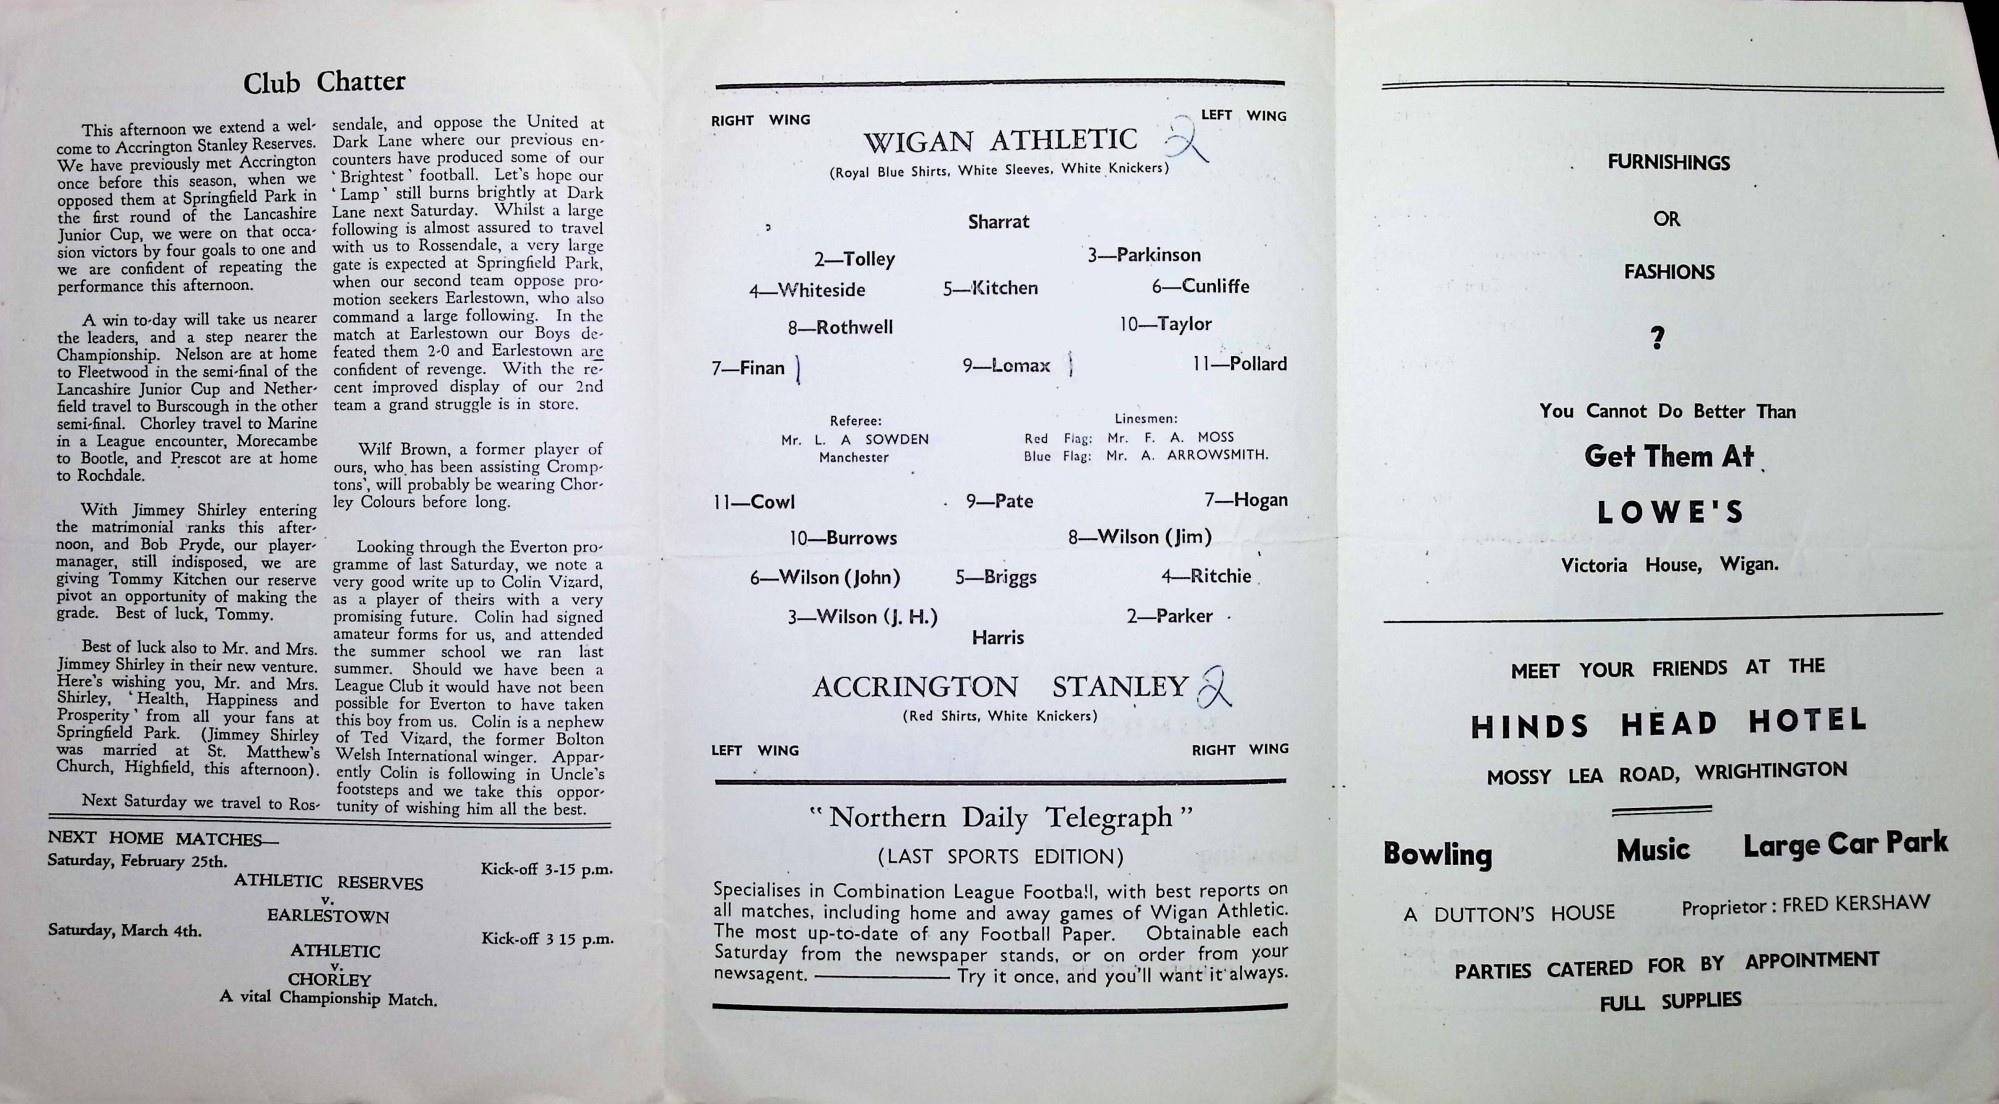 Club Chatter
This afternoon we extend a wel-
come to Accrington Stanley Reserves.
We have previously met Accrington
once before this season, when we
opposed them at Springfield Park in
the first round of the Lancashire
Junior Cup, we were on that occa-
sion victors by four goals to one and
we are confident of repeating the
performance this afternoon.
A win to-day will take us nearer
the leaders, and a step nearer the
Championship. Nelson are at home
to Fleetwood in the semi-final of the
Lancashire Junior Cup and Nether-
field travel to Burscough in the other
semi-final. Chorley travel to Marine
in a League encounter, Morecambe
to Bootle, and Prescot are at home
to Rochdale.
With Jimmey Shirley entering
the matrimonial ranks this after-
noon, and Bob Pryde, our player-
manager, still indisposed, we are
giving Tommy Kitchen our reserve
pivot an opportunity of making the
grade. Best of luck, Tommy.
Best of luck also to Mr. and Mrs.
Jimmey Shirley in their new venture.
Here's wishing you, Mr. and Mrs.
Shirley, ' Health, Happiness and
Prosperity ' from all your fans at
Springfield Park. (Jimmey Shirley
was married at St. Matthew's
Church, Highfield, this afternoon).
Next Saturday we travel to Ros-
sendale, and oppose the United at
Dark Lane where our previous en-
counters have produced some of our
' Brightest ' football. Let's hope our
' Lamp ' still burns brightly at Dark
Lane next Saturday. Whilst a large
following is almost assured to travel
with us to Rossendale, a very large
gate is expected at Springfield Park,
when our second team oppose pro-
motion seekers Earlestown, who also
command a large following. In the
match at Earlestown our Boys de-
feated them 2-0 and Earlestown are
confident of revenge. With the re-
cent improved display of our 2nd
team a grand struggle is in store.
Wilf Brown, a former player of
ours, who has been assisting Cromp-
tons', will probably be wearing Chor-
ley Colours before long.
Looking through the Everton pro-
gramme of last Saturday, we note a
very good write up to Colin Vizard,
as a player of theirs with a very
promising future. Colin had signed
amateur forms for us, and attended
the summer school we ran last
summer. Should we have been a
League Club it would have not been
possible for Everton to have taken
this boy from us. Colin is a nephew
of Ted Vizard, the former Bolton
Welsh International winger. Appar-
ently Colin is following in Uncle's
footsteps and we take this oppor-
tunity of wishing him all the best.
NEXT HOME MATCHES—
Saturday, February 25th. Kick-off 3-15 p.m.
ATHLETIC RESERVES
v.
EARLESTOWN
Saturday, March 4th. Kick-off 3 15 p.m.
ATHLETIC
v.
CHORLEY
A vital Championship Match.
RIGHT WING LEFT WING
WIGAN ATHLETIC 2
(Royal Blue Shirts, White Sleeves, White Knickers)
Sharrat
2—Tolley 3—Parkinson
4—Whiteside 5—Kitchen 6—Cunliffe
8—Rothwell 10—Taylor
7—Finan 9—Lomax 11—Pollard
Referee: Linesmen:
Mr. L. A SOWDEN Red Flag: Mr. F. A. MOSS
Manchester Blue Flag: Mr. A. ARROWSMITH.
11—Cowl 9—Pate 7—Hogan
10—Burrows 8—Wilson (Jim)
6—Wilson (John) 5—Briggs 4—Ritchie
3—Wilson (J. H.) 2—Parker
Harris
ACCRINGTON STANLEY 2
(Red Shirts, White Knickers)
LEFT WING RIGHT WING
" Northern Daily Telegraph "
(LAST SPORTS EDITION)
Specialises in Combination League Football, with best reports on
all matches, including home and away games of Wigan Athletic.
The most up-to-date of any Football Paper. Obtainable each
Saturday from the newspaper stands, or on order from your
newsagent. ———— Try it once, and you'll want it always.
FURNISHINGS
OR
FASHIONS
?
You Cannot Do Better Than
Get Them At
LOWE'S
Victoria House, Wigan.
MEET YOUR FRIENDS AT THE
HINDS HEAD HOTEL
MOSSY LEA ROAD, WRIGHTINGTON
Bowling Music Large Car Park
A DUTTON'S HOUSE Proprietor : FRED KERSHAW
PARTIES CATERED FOR BY APPOINTMENT
FULL SUPPLIES